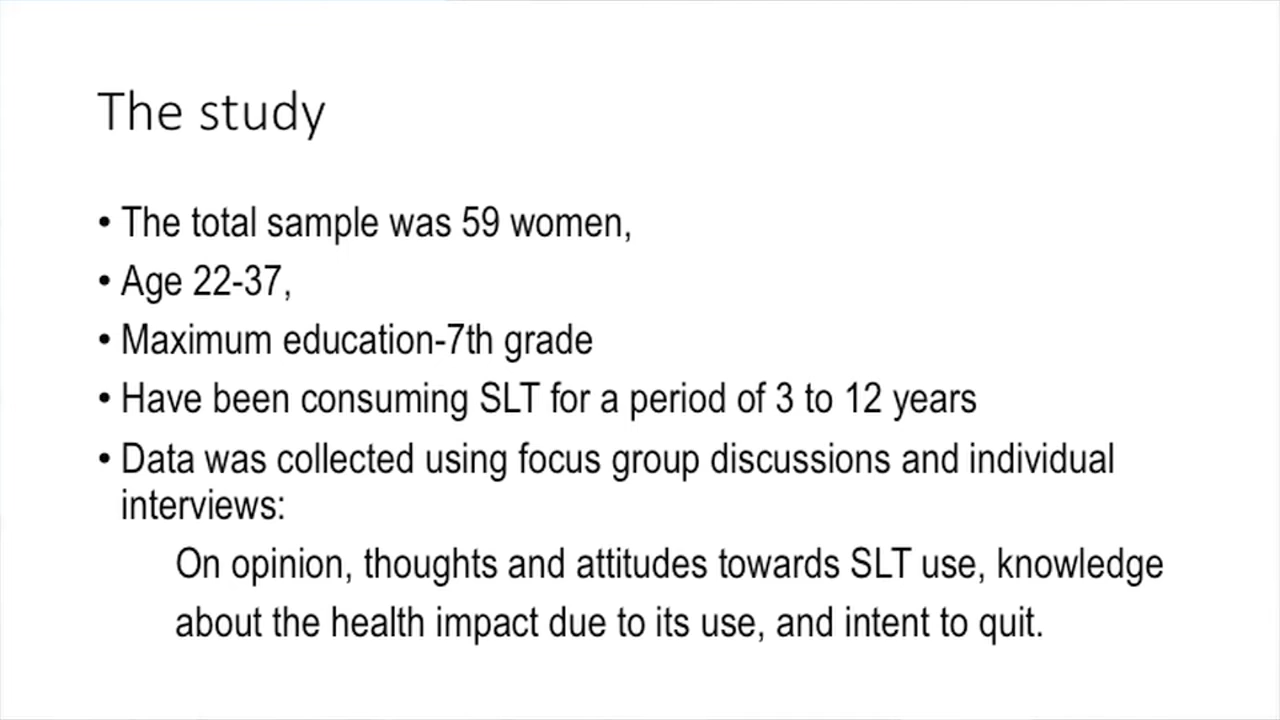 The study
• The total sample was 59 women,
• Age 22-37,
• Maximum education-7th grade
• Have been consuming SLT for a period of 3 to 12 years
• Data was collected using focus group discussions and individual
interviews:
On opinion, thoughts and attitudes towards SLT use, knowledge
about the health impact due to its use, and intent to quit.